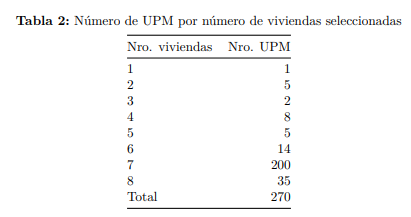 Tabla 2: Número de UPM por número de viviendas seleccionadas
Nro. viviendas Nro. UPM
1 1
2 5
3 2
4 8
5 5
6 14
7 200
8 35
Total 270